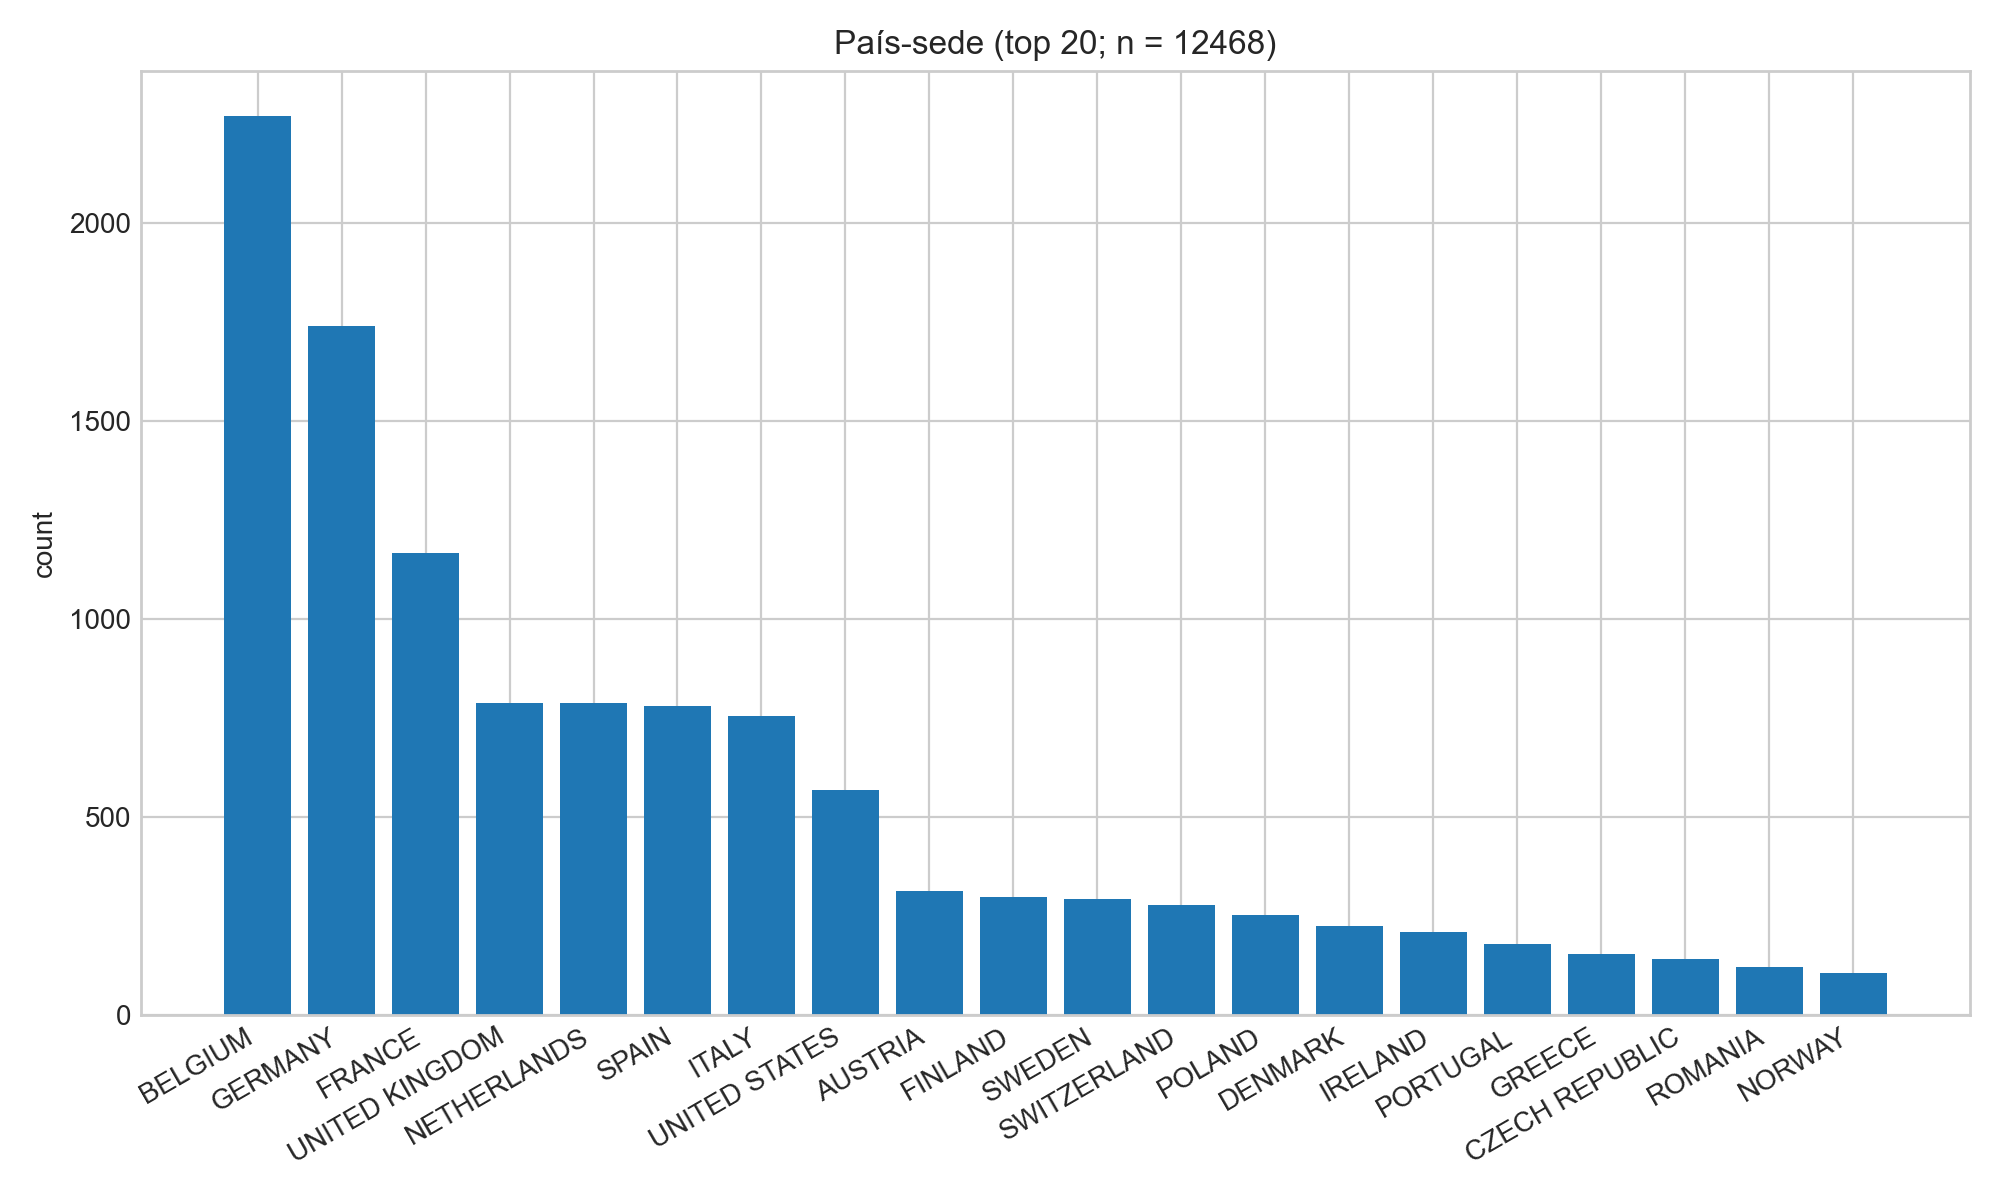 País-sede (top 20; n = 12468)
count
2000
1500
1000
500
0
BELGIUM
GERMANY
FRANCE
UNITED KINGDOM
NETHERLANDS
SPAIN
ITALY
UNITED STATES
AUSTRIA
FINLAND
SWEDEN
SWITZERLAND
POLAND
DENMARK
IRELAND
PORTUGAL
GREECE
CZECH REPUBLIC
ROMANIA
NORWAY